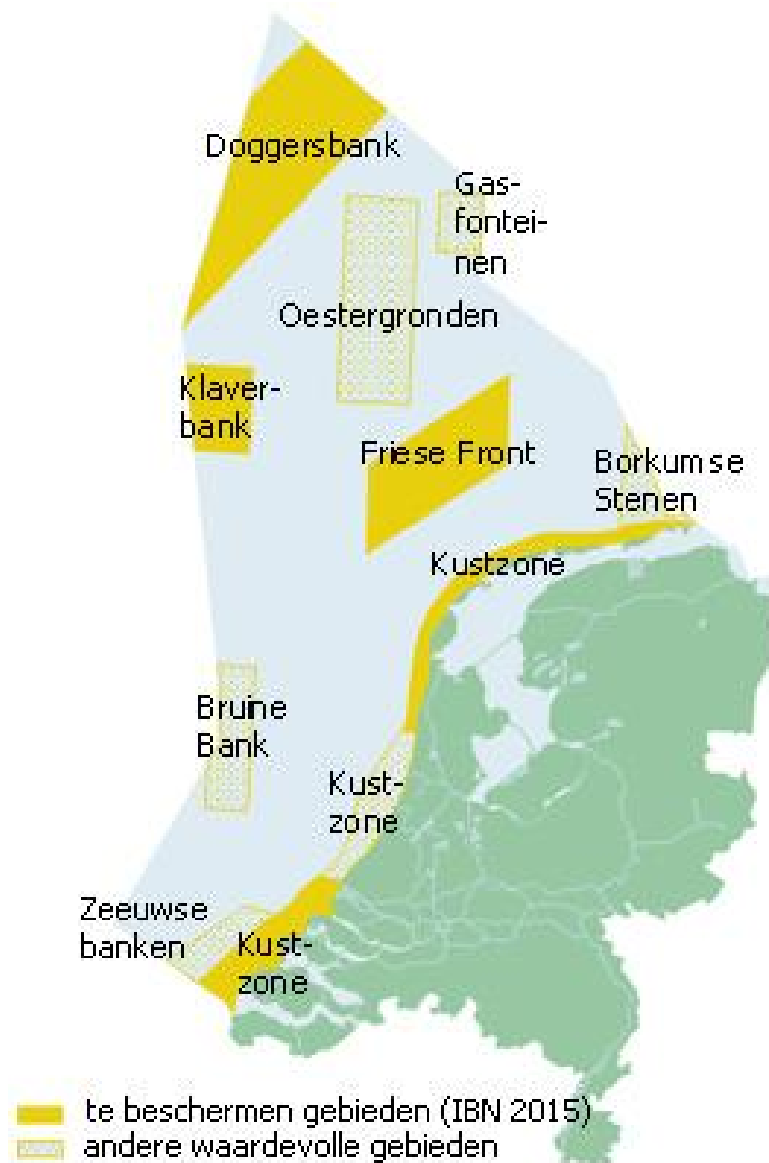 Doggersbank
Gas-
fontei-
nen
Oestergronden
Klaver-
bank
Friese Front
Borkumse
Stenen
Kustzone
Bruine
Bank
Kust-
zone
Zeeuwse
banken
Kust-
zone
te beschermen gebieden (IBN 2015)
andere waardevolle gebieden